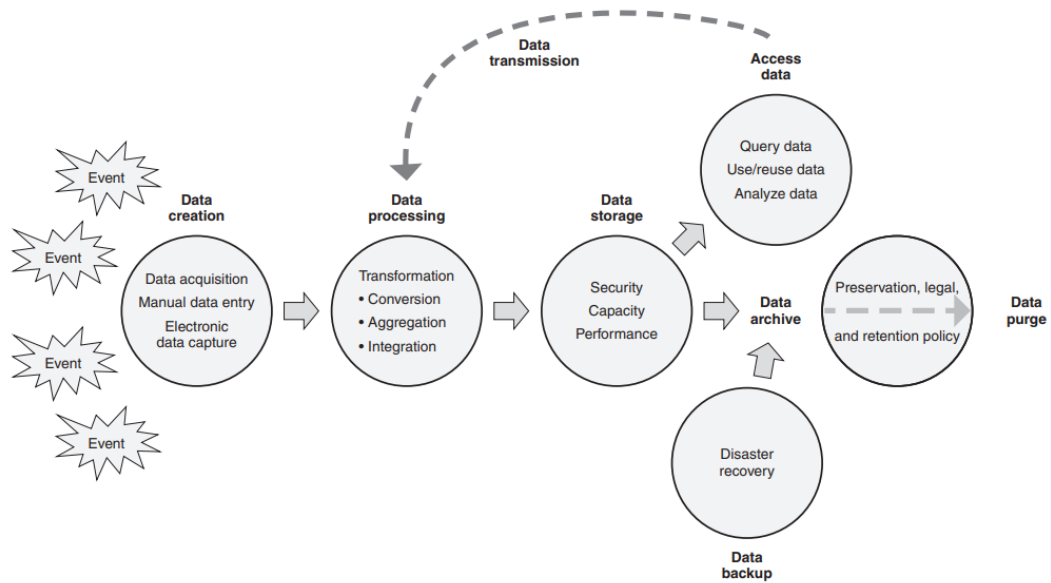 Data
transmission
Access
data
Query data
Use/reuse data
Analyze data
Event
Event
Event
Event
Data
creation
Data acquisition
Manual data entry
Electronic
data capture
Data
processing
Transformation
• Conversion
• Aggregation
• Integration
Data
storage
Security
Capacity
Performance
Data
archive
Preservation, legal,
and retention policy
Data
purge
Disaster
recovery
Data
backup